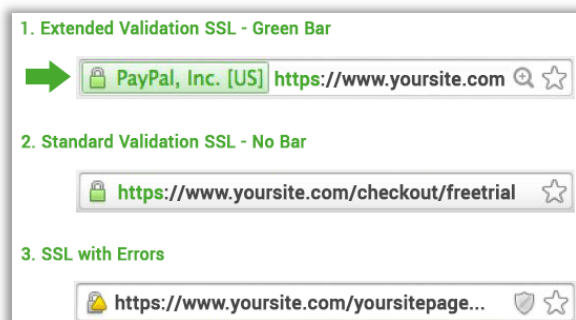 1. Extended Validation SSL - Green Bar
PayPal, Inc. [US] https://www.yoursite.com
2. Standard Validation SSL - No Bar
https://www.yoursite.com/checkout/freetrial
3. SSL with Errors
https://www.yoursite.com/yoursitepage...